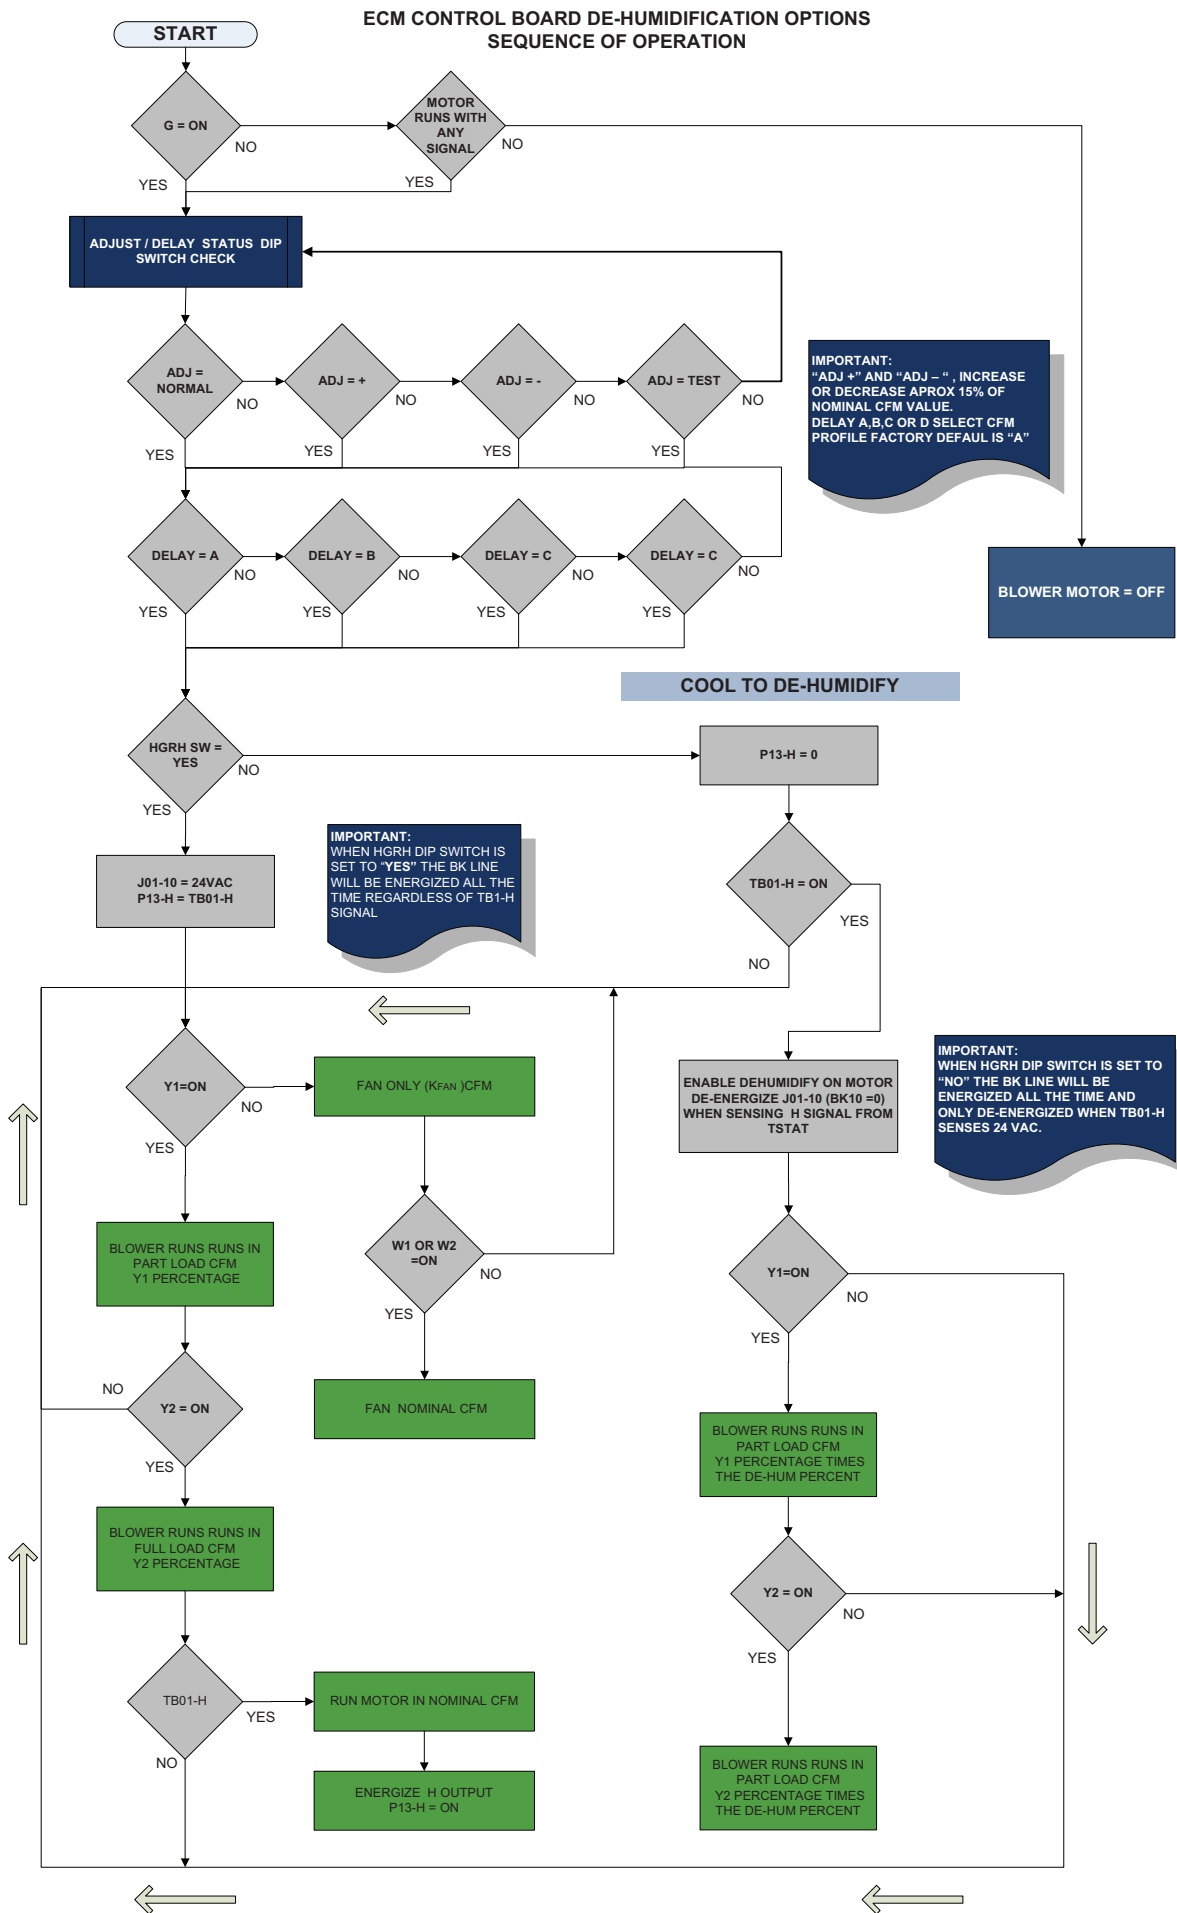 ECM CONTROL BOARD DE-HUMIDIFICATION OPTIONS
SEQUENCE OF OPERATION
START
G = ON
NO
YES
MOTOR
RUNS WITH
ANY
SIGNAL
NO
YES
ADJUST / DELAY STATUS DIP
SWITCH CHECK
ADJ =
NORMAL
NO
YES
ADJ = +
NO
YES
ADJ = -
NO
YES
ADJ = TEST
NO
YES
IMPORTANT:
“ADJ +” AND “ADJ – “ , INCREASE
OR DECREASE APROX 15% OF
NOMINAL CFM VALUE.
DELAY A,B,C OR D SELECT CFM
PROFILE FACTORY DEFAUL IS “A”
DELAY = A
NO
YES
DELAY = B
NO
YES
DELAY = C
NO
YES
DELAY = C
NO
YES
BLOWER MOTOR = OFF
COOL TO DE-HUMIDIFY
HGRH SW =
YES
NO
YES
P13-H = 0
J01-10 = 24VAC
P13-H = TB01-H
IMPORTANT:
WHEN HGRH DIP SWITCH IS
SET TO “YES” THE BK LINE
WILL BE ENERGIZED ALL THE
TIME REGARDLESS OF TB1-H
SIGNAL
TB01-H = ON
YES
NO
Y1=ON
NO
YES
FAN ONLY (KFAN )CFM
ENABLE DEHUMIDIFY ON MOTOR
DE-ENERGIZE J01-10 (BK10 =0)
WHEN SENSING H SIGNAL FROM
TSTAT
IMPORTANT:
WHEN HGRH DIP SWITCH IS SET TO
“NO” THE BK LINE WILL BE
ENERGIZED ALL THE TIME AND
ONLY DE-ENERGIZED WHEN TB01-H
SENSES 24 VAC.
BLOWER RUNS RUNS IN
PART LOAD CFM
Y1 PERCENTAGE
W1 OR W2
=ON
NO
YES
Y1=ON
NO
YES
NO
Y2 = ON
YES
FAN NOMINAL CFM
BLOWER RUNS RUNS IN
PART LOAD CFM
Y1 PERCENTAGE TIMES
THE DE-HUM PERCENT
BLOWER RUNS RUNS IN
FULL LOAD CFM
Y2 PERCENTAGE
Y2 = ON
NO
YES
TB01-H
YES
NO
RUN MOTOR IN NOMINAL CFM
ENERGIZE H OUTPUT
P13-H = ON
BLOWER RUNS RUNS IN
PART LOAD CFM
Y2 PERCENTAGE TIMES
THE DE-HUM PERCENT